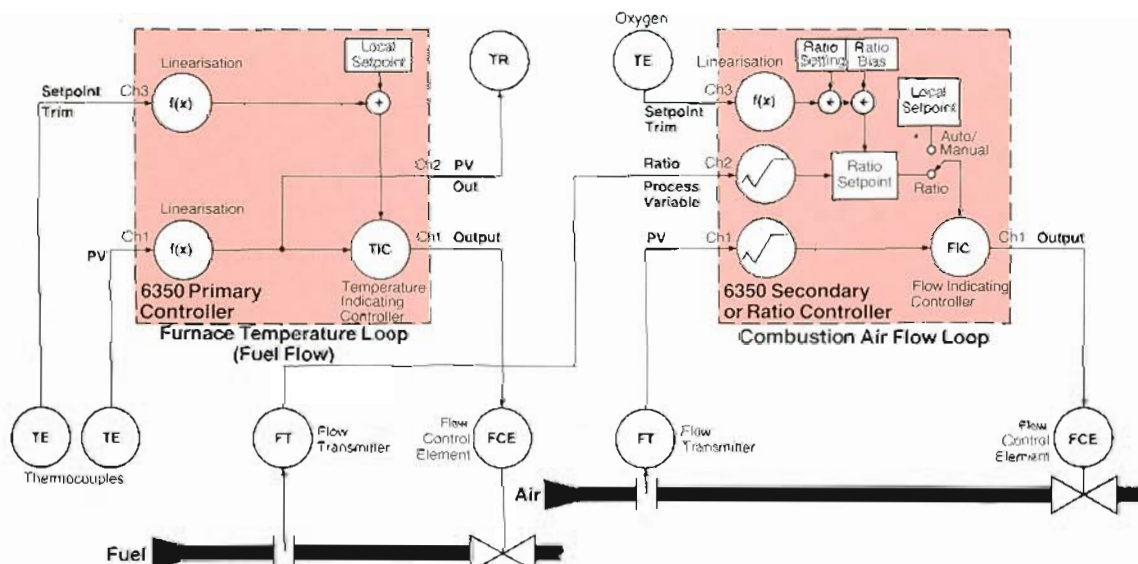 Linearisation
Local
Setpoint
TR
Setpoint
Trim
Ch3
f(x)
+
Ch2
PV
Out
Linearisation
PV
Ch1
f(x)
TIC
Ch1
Output
6350 Primary
Controller
Temperature
Indicating
Controller
Furnace Temperature Loop
(Fuel Flow)
TE
TE
Thermocouples
FT
Flow
Transmitter
Flow
Control
Element
FCE
Fuel
Oxygen
TE
Linearisation
Ratio
Setting
Ratio
Bias
Local
Setpoint
Ch3
f(x)
Setpoint
Trim
Auto/
Manual
Ratio
Process
Variable
Ch2
Ratio
Setpoint
Ratio
PV
Ch1
FIC
Ch1
Output
6350 Secondary
or Ratio Controller
Flow Indicating
Controller
Combustion Air Flow Loop
FT
Flow
Transmitter
Flow
Control
Element
FCE
Air